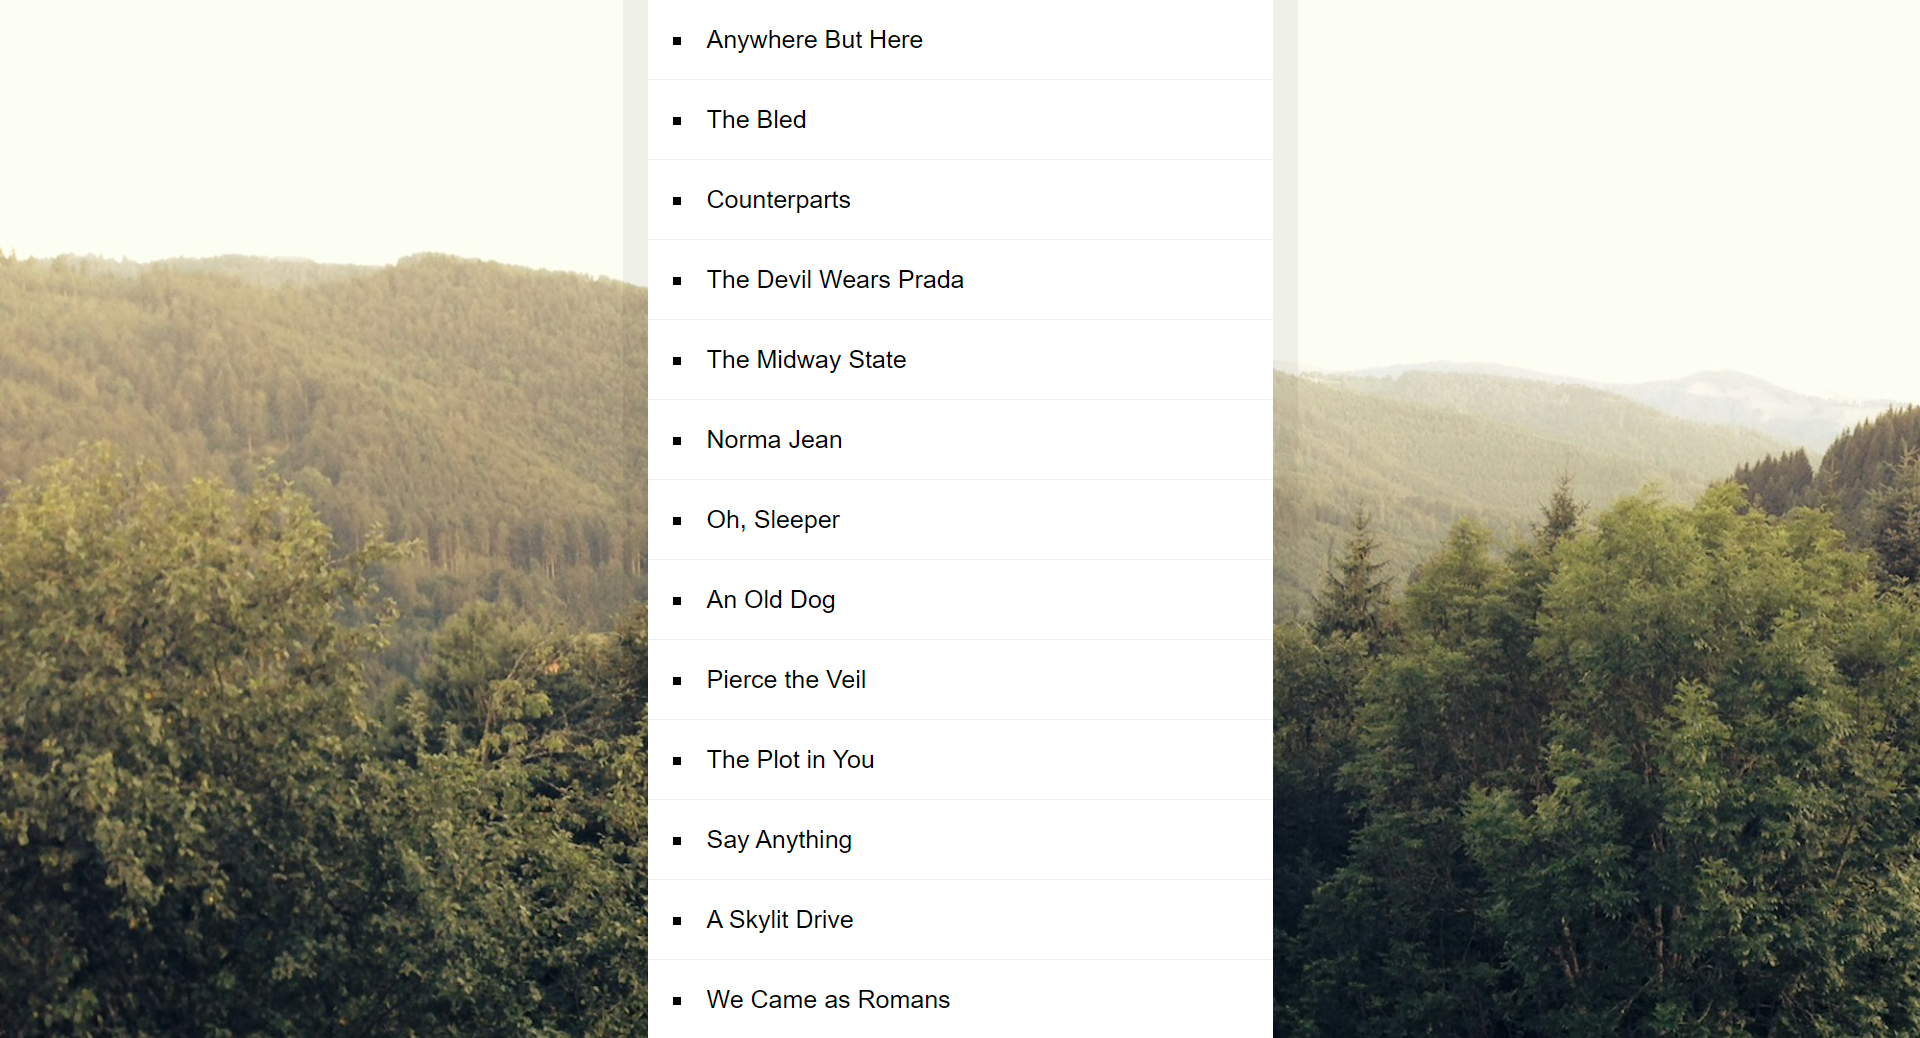 Anywhere But Here
The Bled
Counterparts
The Devil Wears Prada
The Midway State
Norma Jean
Oh, Sleeper
An Old Dog
Pierce the Veil
The Plot in You
Say Anything
A Skylit Drive
We Came as Romans